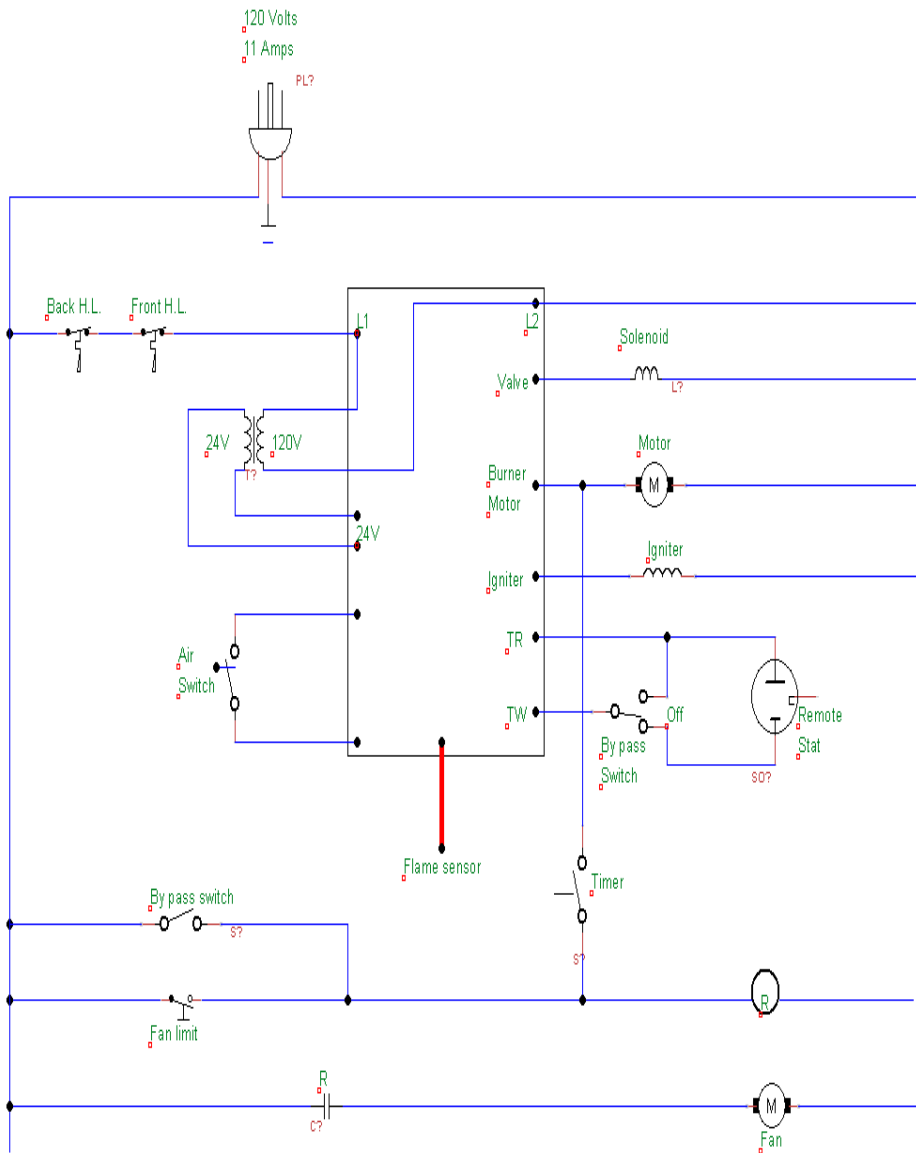 120 Volts
11 Amps
PL?
Back H.L.
Front H.L.
L1
L2
Solenoid
L?
Valve
24V
120V
T?
Motor
M
Burner
Motor
24V
Igniter
Igniter
Air
Switch
TR
TW
Off
Remote
Stat
By pass
Switch
SO?
Flame sensor
Timer
S?
By pass switch
S?
Fan limit
R
R
C?
M
Fan